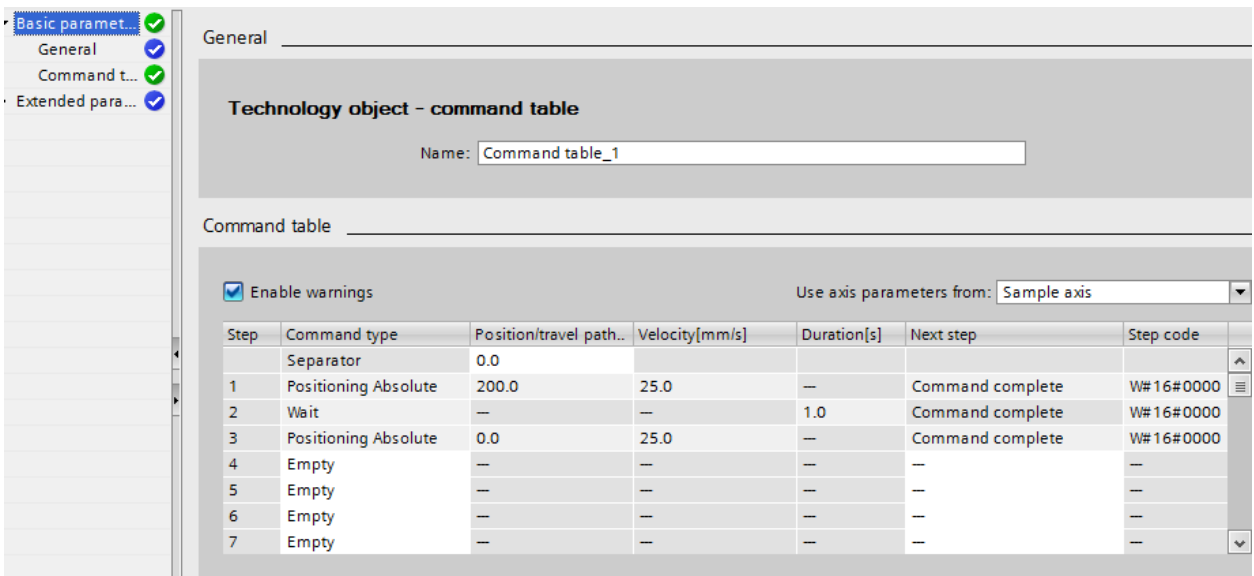 Basic paramet...
General
Command t...
Extended para...
General
Technology object - command table
Name: Command table_1
Command table
Enable warnings Use axis parameters from: Sample axis
Step Command type Position/travel path.. Velocity[mm/s] Duration[s] Next step Step code
Separator 0.0
1 Positioning Absolute 200.0 25.0 — Command complete W#16#0000
2 Wait — — 1.0 Command complete W#16#0000
3 Positioning Absolute 0.0 25.0 — Command complete W#16#0000
4 Empty — — — — —
5 Empty — — — — —
6 Empty — — — — —
7 Empty — — — — —